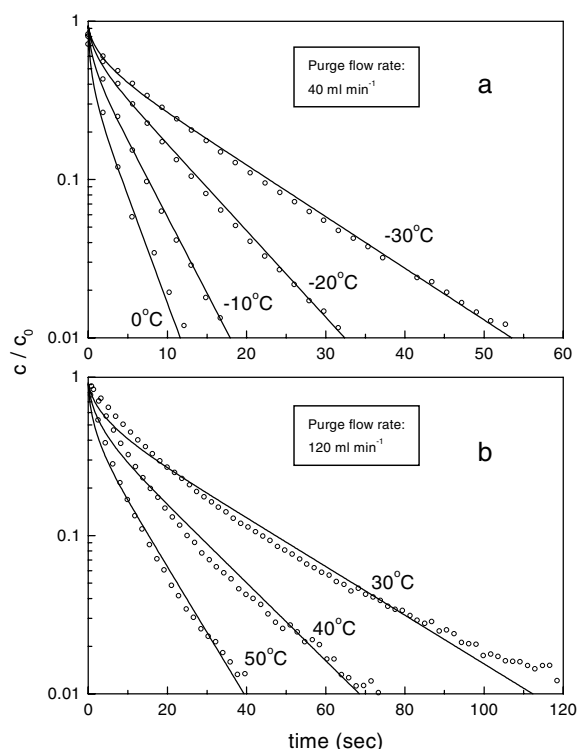 1
Purge flow rate:
40 ml min⁻¹
a
0.1
-30°C
-20°C
-10°C
0°C
0.01
0 10 20 30 40 50 60
c / c₀
1
Purge flow rate:
120 ml min⁻¹
b
0.1
30°C
40°C
50°C
0.01
0 20 40 60 80 100 120
time (sec)